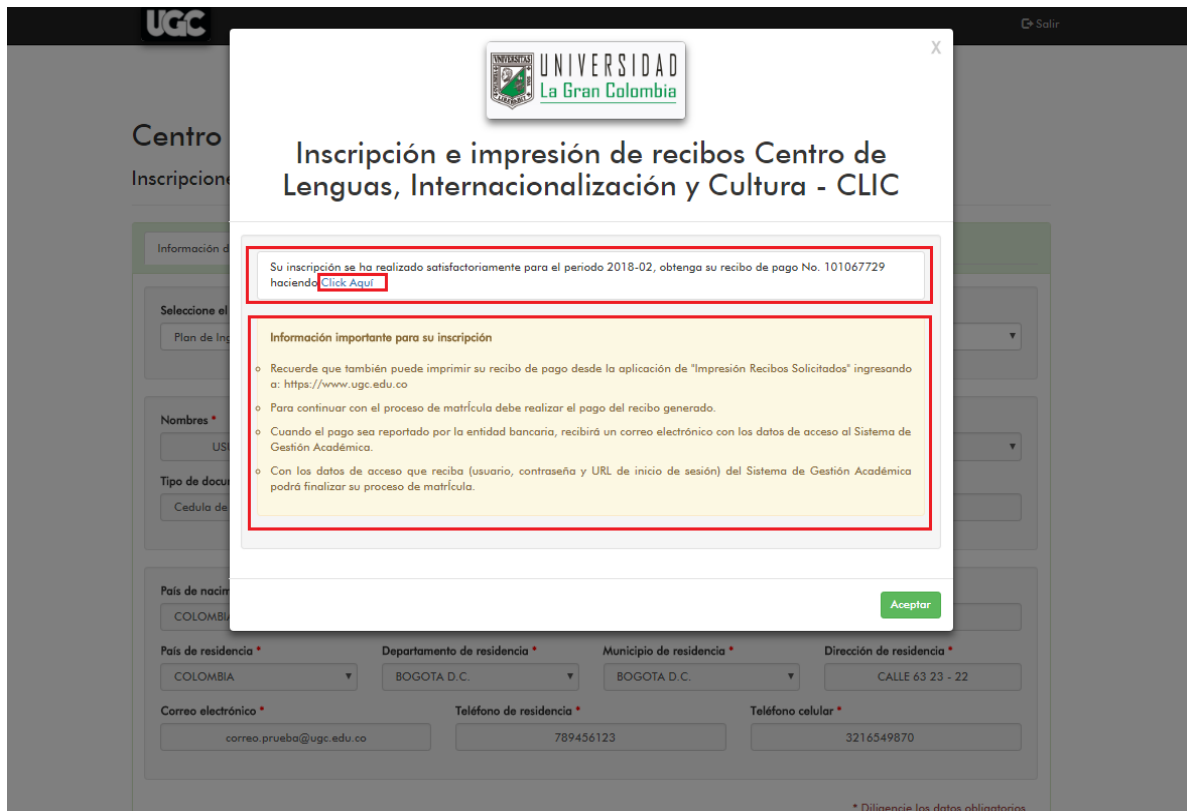 UGC
Salir
X
UNIVERSITAS
UNIVERSIDAD
La Gran Colombia
Inscripción e impresión de recibos Centro de
Lenguas, Internacionalización y Cultura - CLIC
Centro
Inscripcione
Información d
Su inscripción se ha realizado satisfactoriamente para el periodo 2018-02, obtenga su recibo de pago No. 101067729
haciendo Click Aquí
Seleccione el
Plan de Ing
Información importante para su inscripción
Recuerde que también puede imprimir su recibo de pago desde la aplicación de "Impresión Recibos Solicitados" ingresando
a: https://www.ugc.edu.co
Para continuar con el proceso de matrÍcula debe realizar el pago del recibo generado.
Cuando el pago sea reportado por la entidad bancaria, recibirá un correo electrónico con los datos de acceso al Sistema de
Gestión Académica.
Con los datos de acceso que reciba (usuario, contraseña y URL de inicio de sesión) del Sistema de Gestión Académica
podrá finalizar su proceso de matrÍcula.
Nombres *
USU
Tipo de docu
Cedula de
Aceptar
País de nacim
COLOMBIA
País de residencia * Departamento de residencia * Municipio de residencia * Dirección de residencia *
COLOMBIA BOGOTA D.C. BOGOTA D.C. CALLE 63 23 - 22
Correo electrónico * Teléfono de residencia * Teléfono celular *
correo.prueba@ugc.edu.co 789456123 3216549870
* Diligencie los datos obligatorios